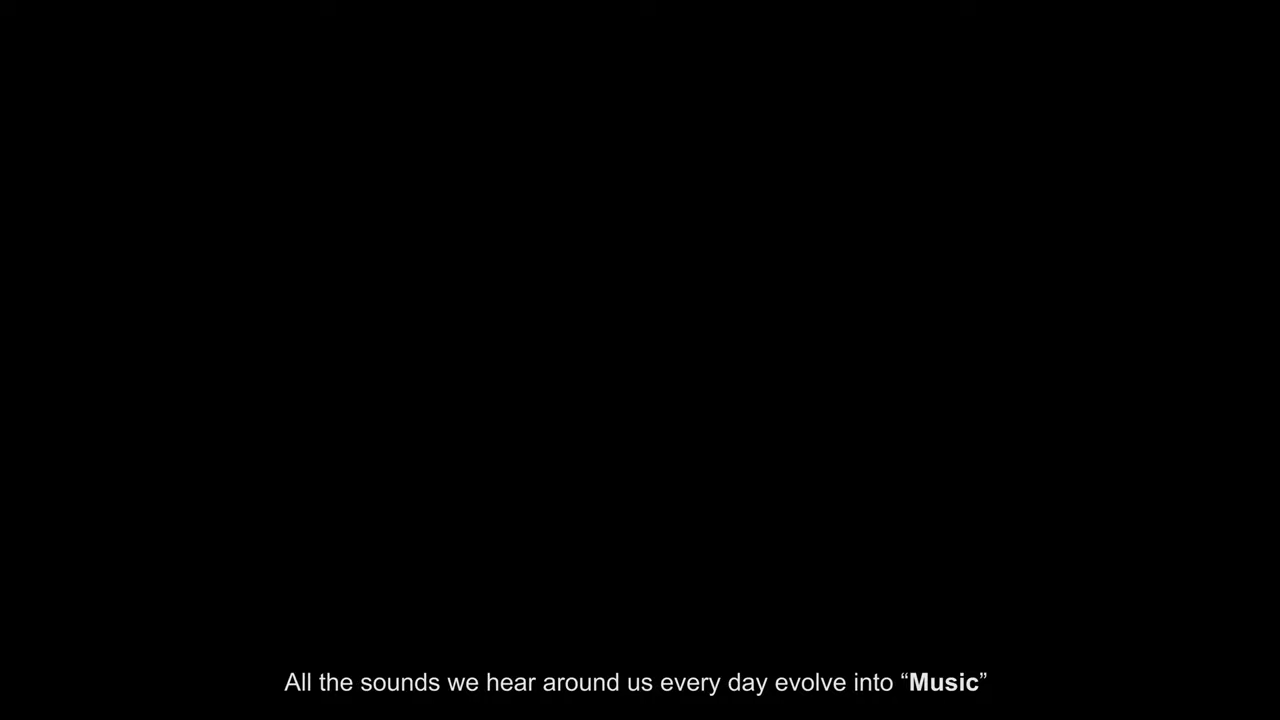 All the sounds we hear around us every day evolve into “Music”